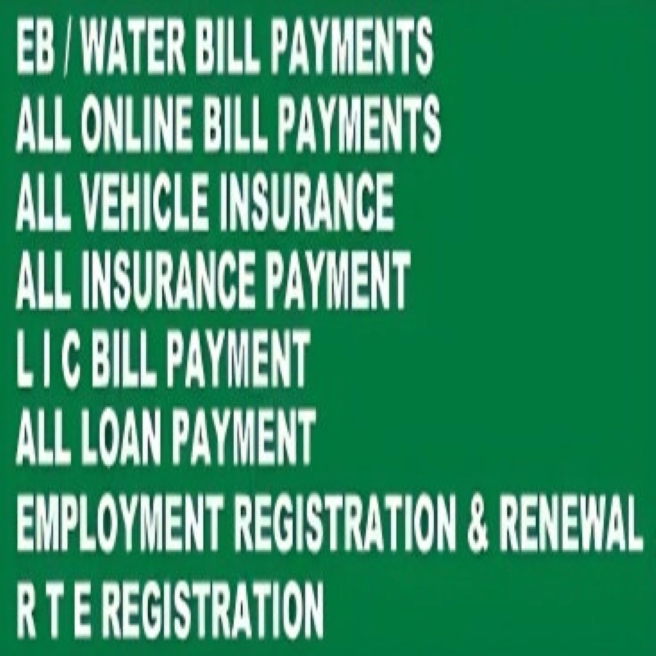 EB / WATER BILL PAYMENTS
ALL ONLINE BILL PAYMENTS
ALL VEHICLE INSURANCE
ALL INSURANCE PAYMENT
L I C BILL PAYMENT
ALL LOAN PAYMENT
EMPLOYMENT REGISTRATION & RENEWAL
R T E REGISTRATION